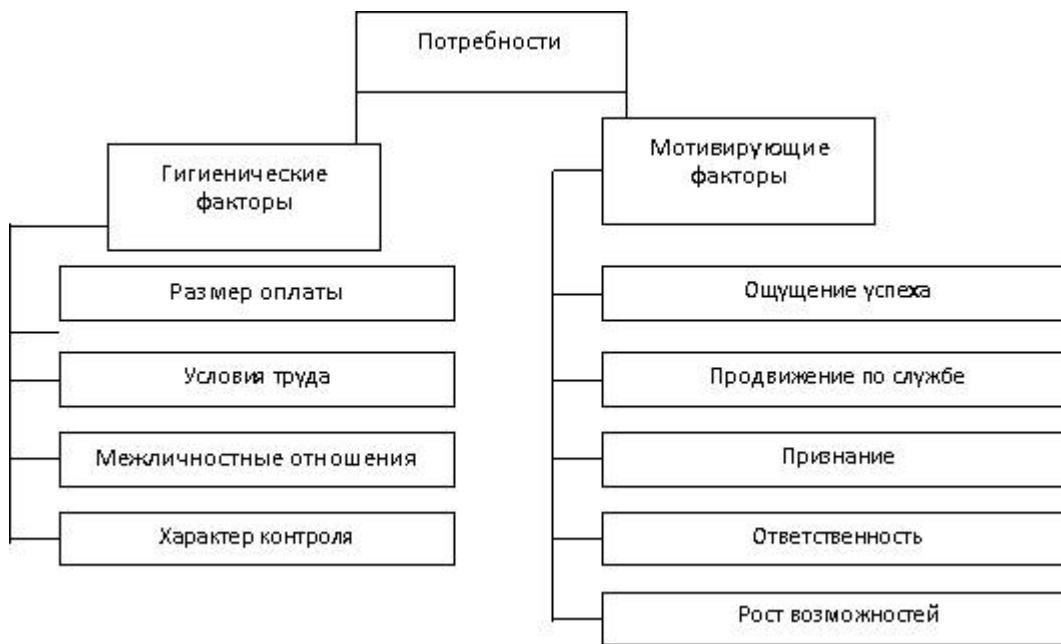 Потребности
Гигиенические
факторы
Размер оплаты
Условия труда
Межличностные отношения
Характер контроля
Мотивирующие
факторы
Ощущение успеха
Продвижение по службе
Признание
Ответственность
Рост возможностей